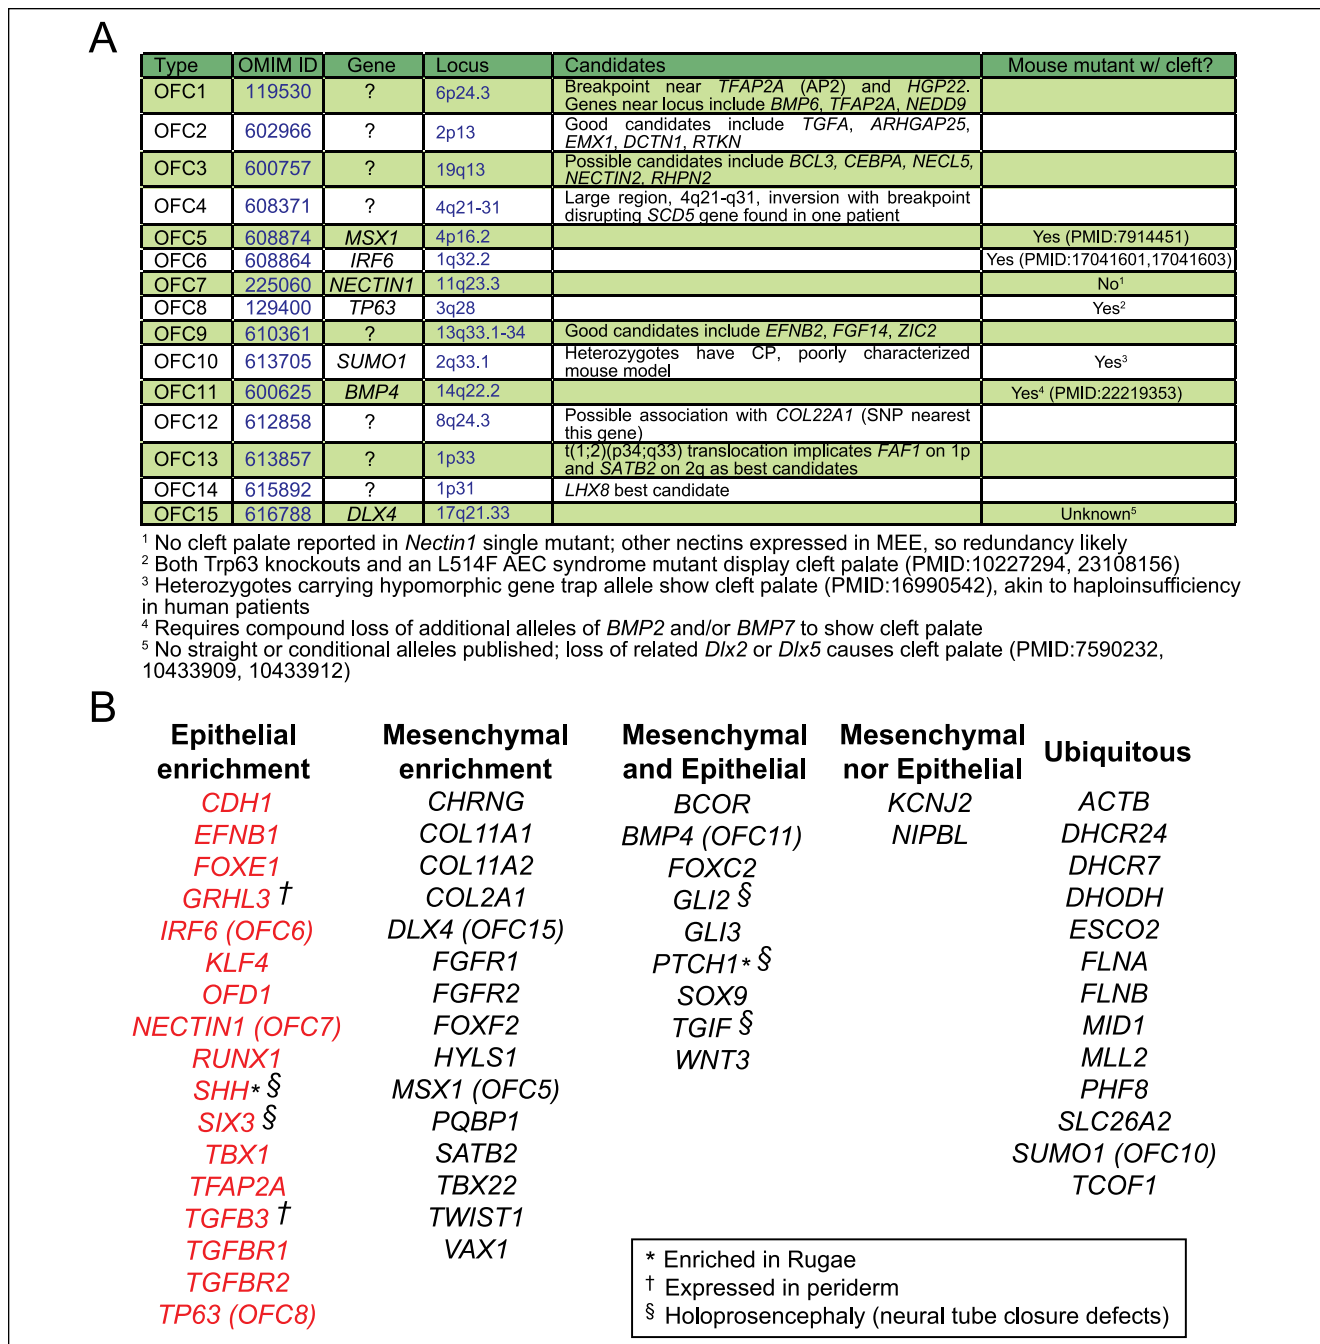 A
Type OMIM ID Gene Locus Candidates Mouse mutant w/ cleft?
OFC1 119530 ? 6p24.3 Breakpoint near TFAP2A (AP2) and HGP22.
Genes near locus include BMP6, TFAP2A, NEDD9
OFC2 602966 ? 2p13 Good candidates include TGFA, ARHGAP25,
EMX1, DCTN1, RTKN
OFC3 600757 ? 19q13 Possible candidates include BCL3, CEBPA, NECL5,
NECTIN2, RHPN2
OFC4 608371 ? 4q21-31 Large region, 4q21-q31, inversion with breakpoint
disrupting SCD5 gene found in one patient
OFC5 608874 MSX1 4p16.2 Yes (PMID:7914451)
OFC6 608864 IRF6 1q32.2 Yes (PMID:17041601,17041603)
OFC7 225060 NECTIN1 11q23.3 No¹
OFC8 129400 TP63 3q28 Yes²
OFC9 610361 ? 13q33.1-34 Good candidates include EFNB2, FGF14, ZIC2
OFC10 613705 SUMO1 2q33.1 Heterozygotes have CP, poorly characterized
mouse model Yes³
OFC11 600625 BMP4 14q22.2 Yes⁴ (PMID:22219353)
OFC12 612858 ? 8q24.3 Possible association with COL22A1 (SNP nearest
this gene)
OFC13 613857 ? 1p33 t(1;2)(p34;q33) translocation implicates FAF1 on 1p
and SATB2 on 2q as best candidates
OFC14 615892 ? 1p31 LHX8 best candidate
OFC15 616788 DLX4 17q21.33 Unknown⁵
¹ No cleft palate reported in Nectin1 single mutant; other nectins expressed in MEE, so redundancy likely
² Both Trp63 knockouts and an L514F AEC syndrome mutant display cleft palate (PMID:10227294, 23108156)
³ Heterozygotes carrying hypomorphic gene trap allele show cleft palate (PMID:16990542), akin to haploinsufficiency
in human patients
⁴ Requires compound loss of additional alleles of BMP2 and/or BMP7 to show cleft palate
⁵ No straight or conditional alleles published; loss of related Dlx2 or Dlx5 causes cleft palate (PMID:7590232,
10433909, 10433912)
B
Epithelial
enrichment
CDH1
EFNB1
FOXE1
GRHL3 †
IRF6 (OFC6)
KLF4
OFD1
NECTIN1 (OFC7)
RUNX1
SHH* §
SIX3 §
TBX1
TFAP2A
TGFB3 †
TGFBR1
TGFBR2
TP63 (OFC8)
Mesenchymal
enrichment
CHRNG
COL11A1
COL11A2
COL2A1
DLX4 (OFC15)
FGFR1
FGFR2
FOXF2
HYLS1
MSX1 (OFC5)
PQBP1
SATB2
TBX22
TWIST1
VAX1
Mesenchymal
and Epithelial
BCOR
BMP4 (OFC11)
FOXC2
GLI2 §
GLI3
PTCH1* §
SOX9
TGIF §
WNT3
Mesenchymal
nor Epithelial
KCNJ2
NIPBL
Ubiquitous
ACTB
DHCR24
DHCR7
DHODH
ESCO2
FLNA
FLNB
MID1
MLL2
PHF8
SLC26A2
SUMO1 (OFC10)
TCOF1
* Enriched in Rugae
† Expressed in periderm
§ Holoprosencephaly (neural tube closure defects)